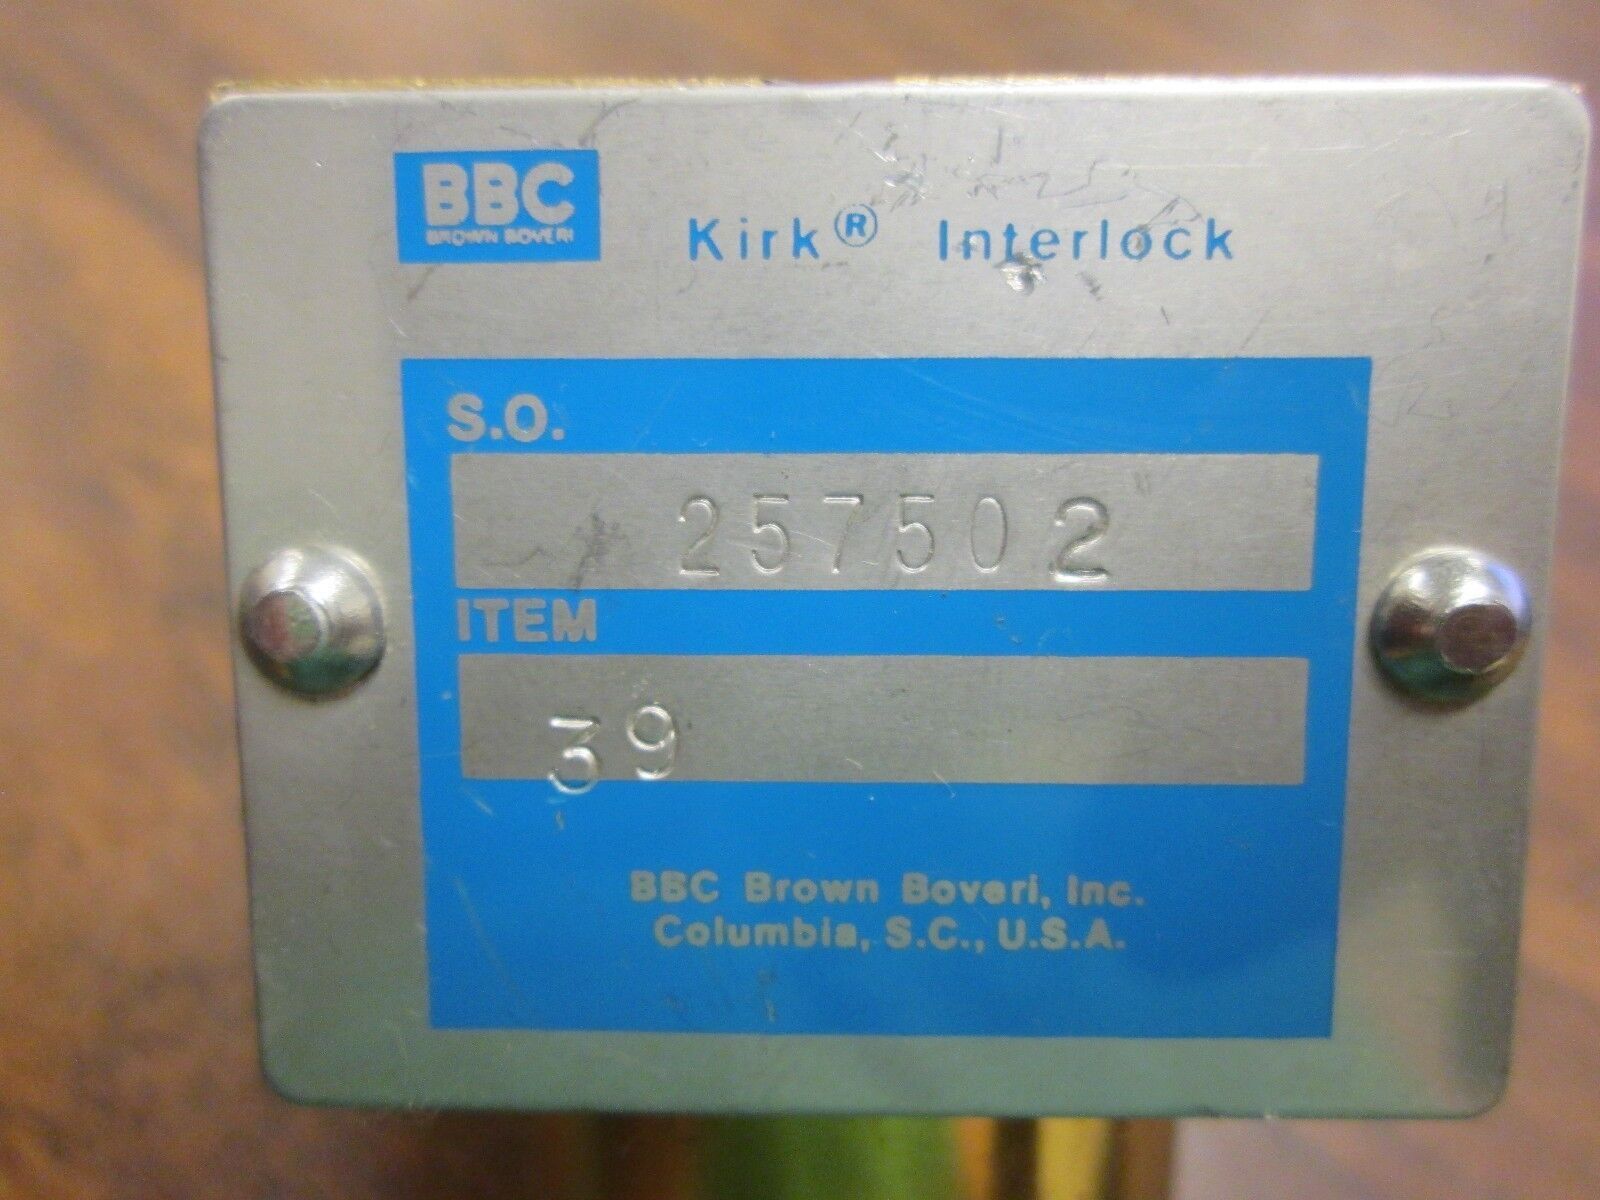 BBC
BROWN BOVERI
Kirk® Interlock
S.O.
257502
ITEM
39
BBC Brown Boveri, Inc.
Columbia, S.C., U.S.A.